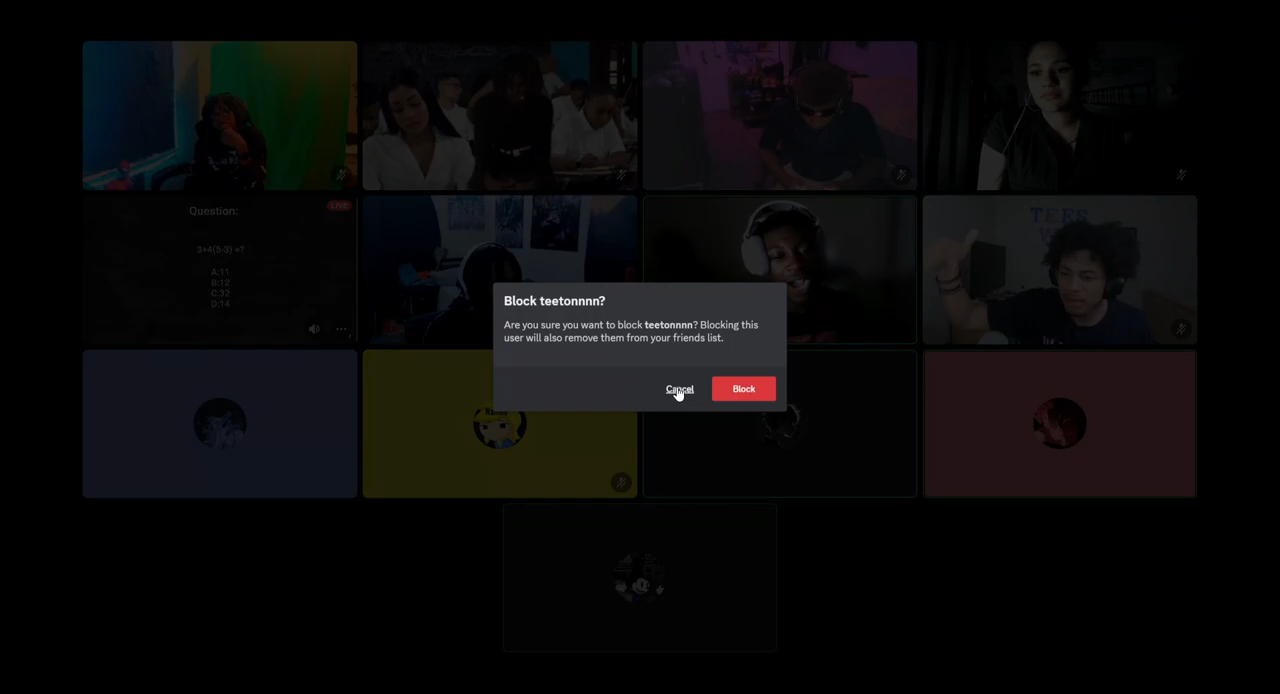 Question:
LIVE
3+4(5-3) =?
A:11
B:12
C:32
D:14
TEES
Block teetonnnn?
Are you sure you want to block teetonnnn? Blocking this
user will also remove them from your friends list.
Cancel
Block